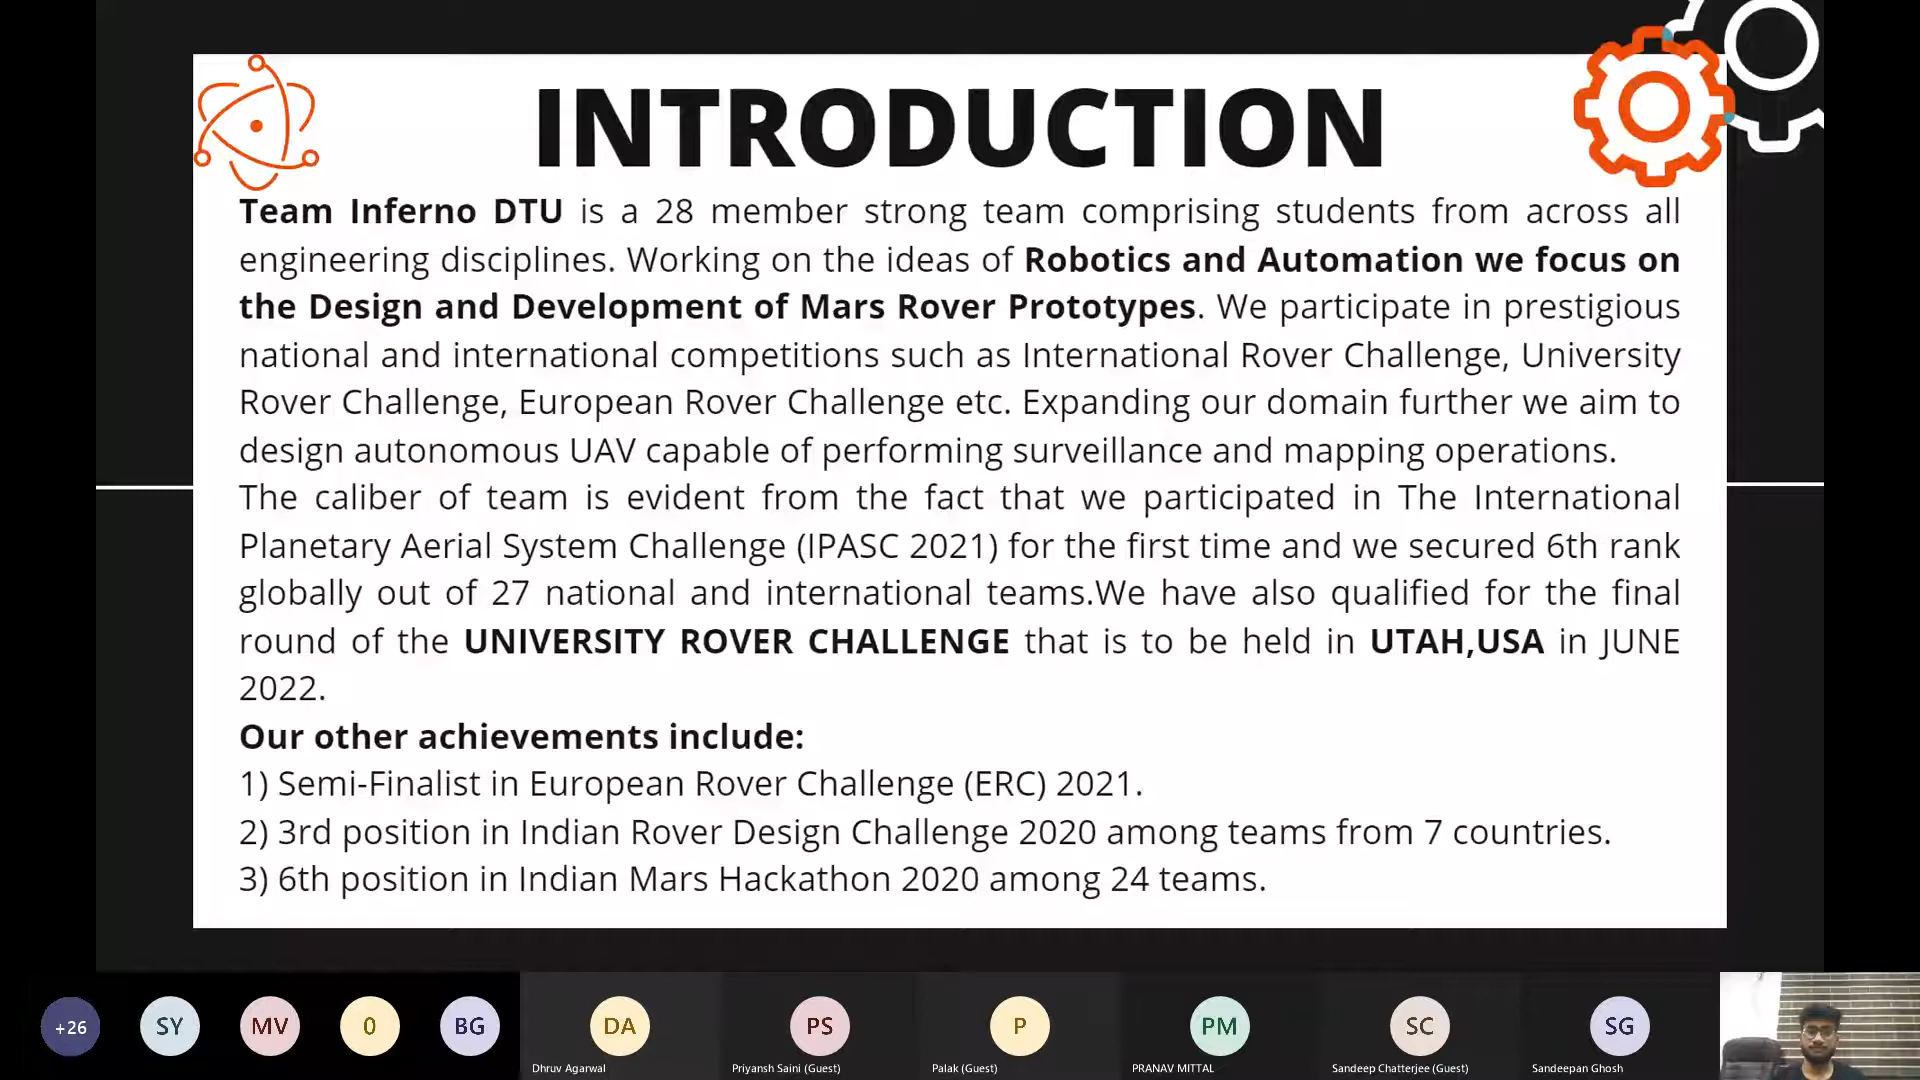 INTRODUCTION
Team Inferno DTU is a 28 member strong team comprising students from across all
engineering disciplines. Working on the ideas of Robotics and Automation we focus on
the Design and Development of Mars Rover Prototypes. We participate in prestigious
national and international competitions such as International Rover Challenge, University
Rover Challenge, European Rover Challenge etc. Expanding our domain further we aim to
design autonomous UAV capable of performing surveillance and mapping operations.
The caliber of team is evident from the fact that we participated in The International
Planetary Aerial System Challenge (IPASC 2021) for the first time and we secured 6th rank
globally out of 27 national and international teams.We have also qualified for the final
round of the UNIVERSITY ROVER CHALLENGE that is to be held in UTAH,USA in JUNE
2022.
Our other achievements include:
1) Semi-Finalist in European Rover Challenge (ERC) 2021.
2) 3rd position in Indian Rover Design Challenge 2020 among teams from 7 countries.
3) 6th position in Indian Mars Hackathon 2020 among 24 teams.
+26 SY MV 0 BG DA PS P PM SC SG
Dhruv Agarwal Priyansh Saini (Guest) Palak (Guest) PRANAV MITTAL Sandeep Chatterjee (Guest) Sandeepan Ghosh